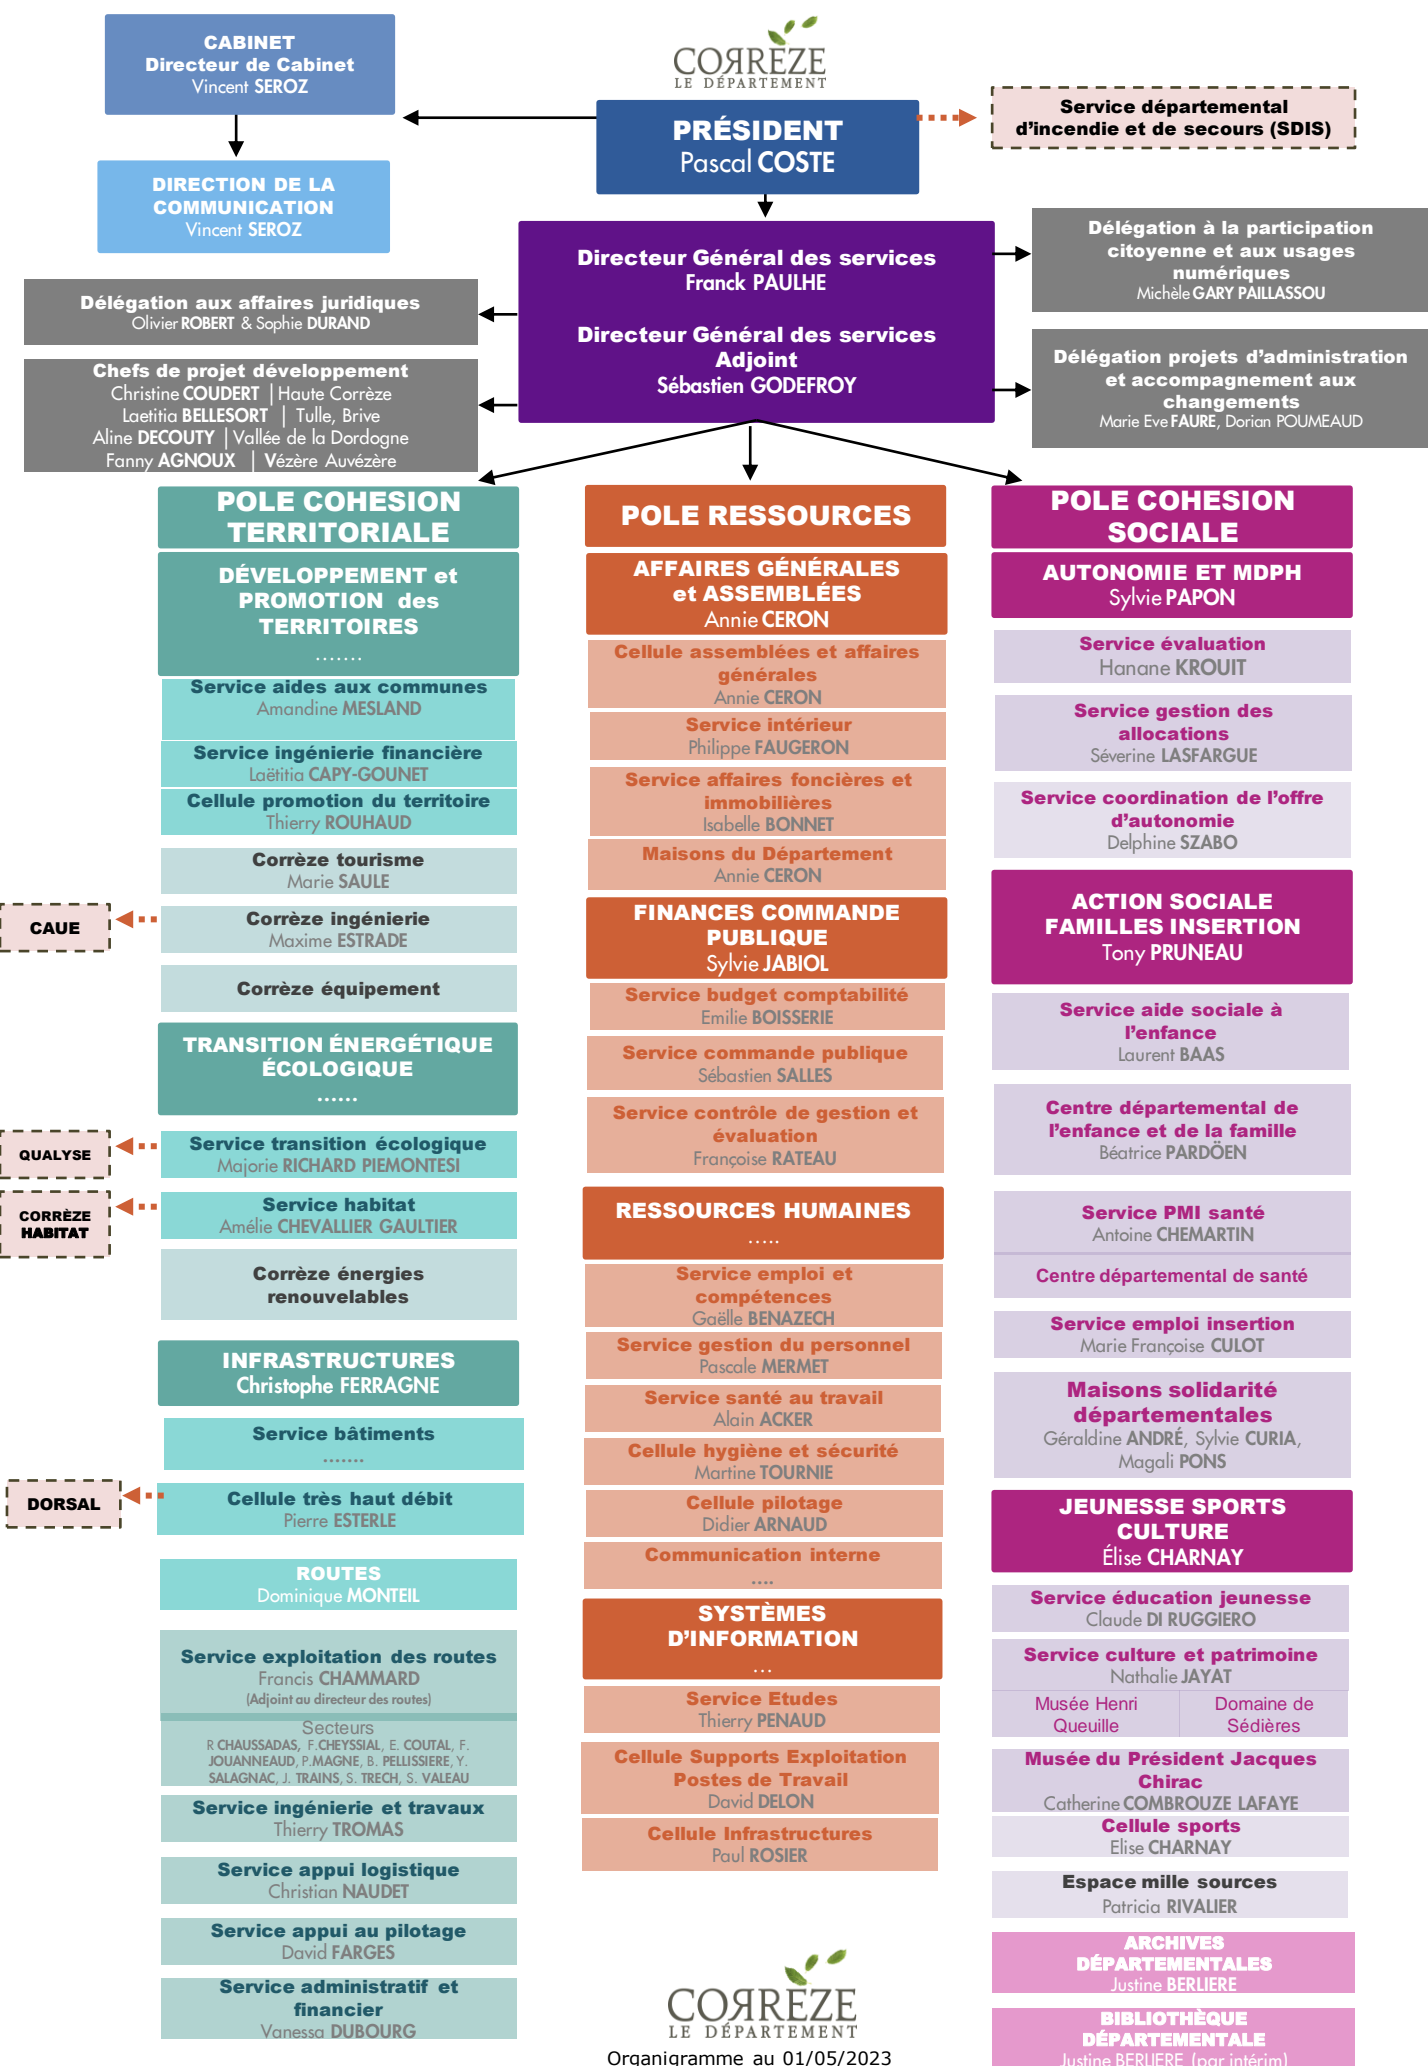 CABINET
Directeur de Cabinet
Vincent SEROZ
CORRÈZE
LE DÉPARTEMENT
PRÉSIDENT
Pascal COSTE
Service départemental
d'incendie et de secours (SDIS)
DIRECTION DE LA
COMMUNICATION
Vincent SEROZ
Directeur Général des services
Franck PAULHE
Directeur Général des services
Adjoint
Sébastien GODEFROY
Délégation à la participation
citoyenne et aux usages
numériques
Michèle GARY PAILLASSOU
Délégation aux affaires juridiques
Olivier ROBERT & Sophie DURAND
Chefs de projet développement
Christine COUDERT | Haute Corrèze
Laetitia BELLESORT | Tulle, Brive
Aline DECOUTY | Vallée de la Dordogne
Fanny AGNOUX | Vézère Auvézère
Délégation projets d'administration
et accompagnement aux
changements
Marie Eve FAURE, Dorian POUMEAUD
POLE COHESION
TERRITORIALE
DÉVELOPPEMENT et
PROMOTION des
TERRITOIRES
.......
Service aides aux communes
Amandine MESLAND
Service ingénierie financière
Laëtitia CAPY-GOUNET
Cellule promotion du territoire
Thierry ROUHAUD
Corrèze tourisme
Marie SAULE
CAUE
Corrèze ingénierie
Maxime ESTRADE
Corrèze équipement
TRANSITION ÉNERGÉTIQUE
ÉCOLOGIQUE
......
QUALYSE
Service transition écologique
Majorie RICHARD PIEMONTESI
CORRÈZE
HABITAT
Service habitat
Amélie CHEVALLIER GAULTIER
Corrèze énergies
renouvelables
INFRASTRUCTURES
Christophe FERRAGNE
Service bâtiments
.......
DORSAL
Cellule très haut débit
Pierre ESTERLE
ROUTES
Dominique MONTEIL
Service exploitation des routes
Francis CHAMMARD
(Adjoint au directeur des routes)
Secteurs
R CHAUSSADAS, F.CHEYSSIAL, E. COUTAL, F.
JOUANNEAUD, P.MAGNE, B. PELLISSIERE, Y.
SALAGNAC, J. TRAINS, S. TRECH, S. VALEAU
Service ingénierie et travaux
Thierry TROMAS
Service appui logistique
Christian NAUDET
Service appui au pilotage
David FARGES
Service administratif et
financier
Vanessa DUBOURG
POLE RESSOURCES
AFFAIRES GÉNÉRALES
et ASSEMBLÉES
Annie CERON
Cellule assemblées et affaires
générales
Annie CERON
Service intérieur
Philippe FAUGERON
Service affaires foncières et
immobilières
Isabelle BONNET
Maisons du Département
Annie CERON
FINANCES COMMANDE
PUBLIQUE
Sylvie JABIOL
Service budget comptabilité
Emilie BOISSERIE
Service commande publique
Sébastien SALLES
Service contrôle de gestion et
évaluation
Françoise RATEAU
RESSOURCES HUMAINES
.....
Service emploi et
compétences
Gaëlle BENAZECH
Service gestion du personnel
Pascale MERMET
Service santé au travail
Alain ACKER
Cellule hygiène et sécurité
Martine TOURNIE
Cellule pilotage
Didier ARNAUD
Communication interne
....
SYSTÈMES
D'INFORMATION
...
Service Etudes
Thierry PENAUD
Cellule Supports Exploitation
Postes de Travail
David DELON
Cellule Infrastructures
Paul ROSIER
POLE COHESION
SOCIALE
AUTONOMIE ET MDPH
Sylvie PAPON
Service évaluation
Hanane KROUIT
Service gestion des
allocations
Séverine LASFARGUE
Service coordination de l'offre
d'autonomie
Delphine SZABO
ACTION SOCIALE
FAMILLES INSERTION
Tony PRUNEAU
Service aide sociale à
l'enfance
Laurent BAAS
Centre départemental de
l'enfance et de la famille
Béatrice PARDÖEN
Service PMI santé
Antoine CHEMARTIN
Centre départemental de santé
Service emploi insertion
Marie Françoise CULOT
Maisons solidarité
départementales
Géraldine ANDRÉ, Sylvie CURIA,
Magali PONS
JEUNESSE SPORTS
CULTURE
Élise CHARNAY
Service éducation jeunesse
Claude DI RUGGIERO
Service culture et patrimoine
Nathalie JAYAT
Musée Henri
Queuille
Domaine de
Sédières
Musée du Président Jacques
Chirac
Catherine COMBROUZE LAFAYE
Cellule sports
Elise CHARNAY
Espace mille sources
Patricia RIVALIER
ARCHIVES
DÉPARTEMENTALES
Justine BERLIERE
BIBLIOTHÈQUE
DÉPARTEMENTALE
Justine BERLIERE (par intérim)
CORRÈZE
LE DÉPARTEMENT
Organigramme au 01/05/2023